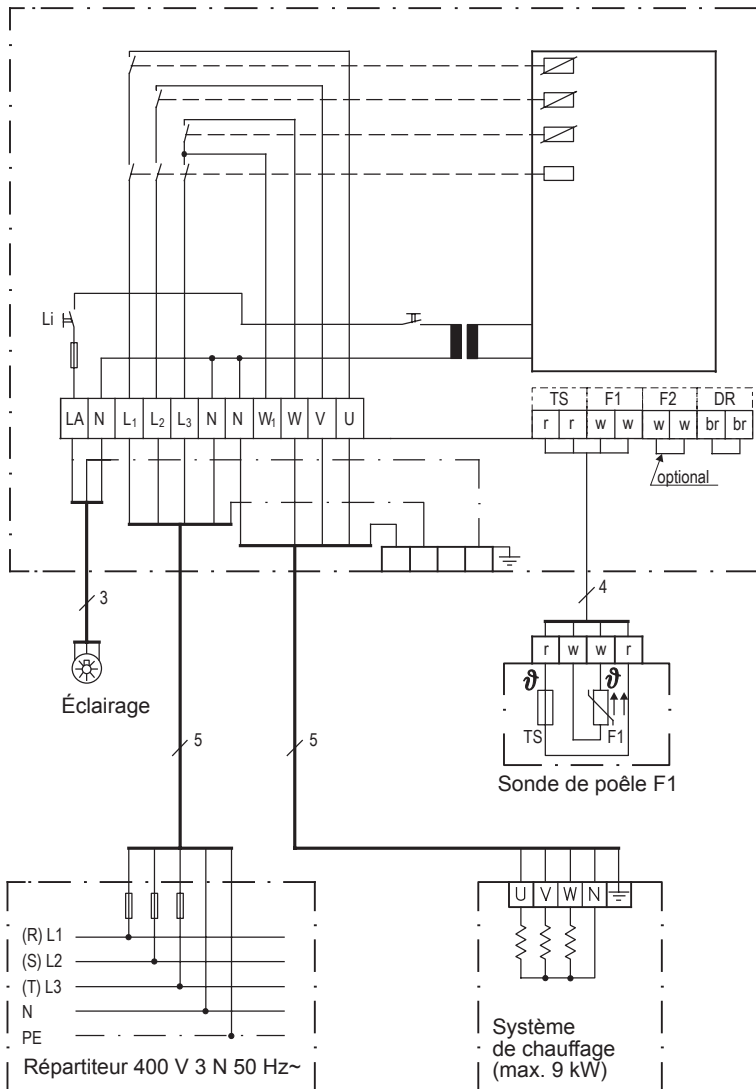 Li
LA N L1 L2 L3 N N W1 W V U
TS F1 F2 DR
r r w w w w br br
optional
3
4
Éclairage
r w w r
ϑ ϑ
TS F1
Sonde de poêle F1
5 5
U V W N
(R) L1
(S) L2
(T) L3
N
PE
Répartiteur 400 V 3 N 50 Hz~
Système
de chauffage
(max. 9 kW)